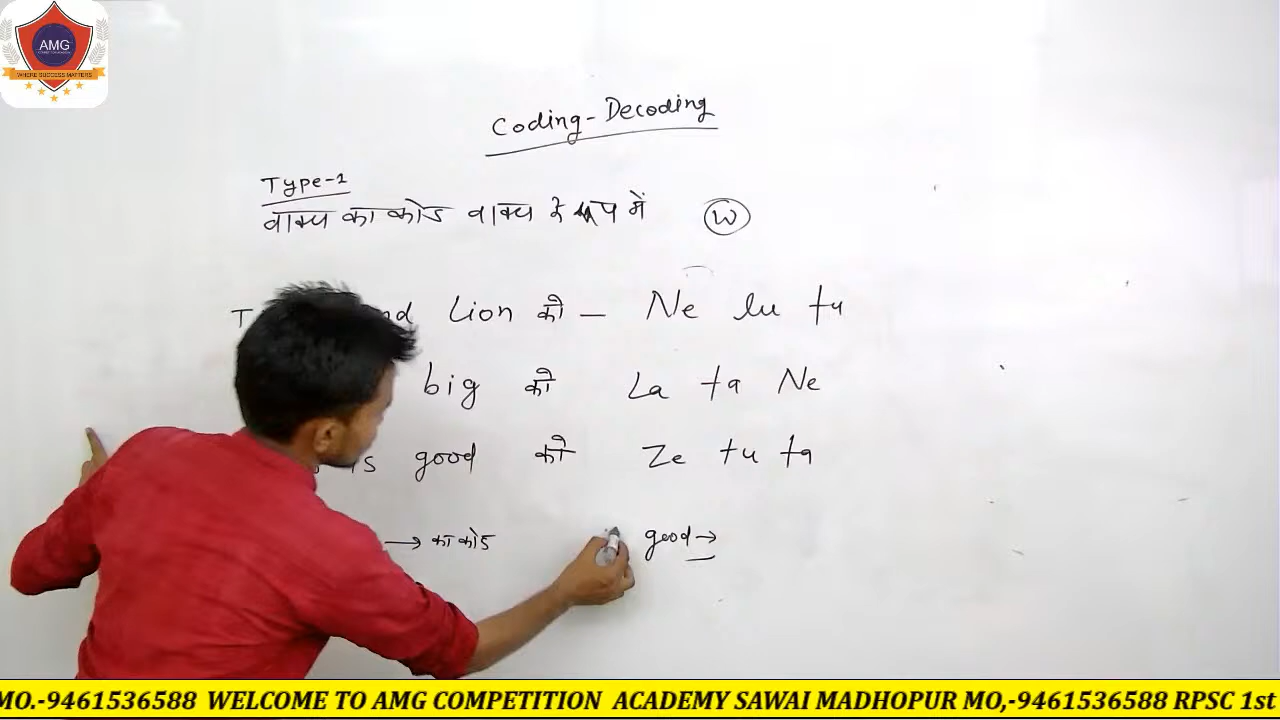 AMG
WHERE SUCCESS MATTERS
Coding-Decoding
Type-1
वाक्य का कोड वाक्य के रूप में W
Lion को — Ne lu tu
big को La ta Ne
is good को Ze tu ta
→ का कोड good →
MO.-9461536588 WELCOME TO AMG COMPETITION ACADEMY SAWAI MADHOPUR MO,-9461536588 RPSC 1st